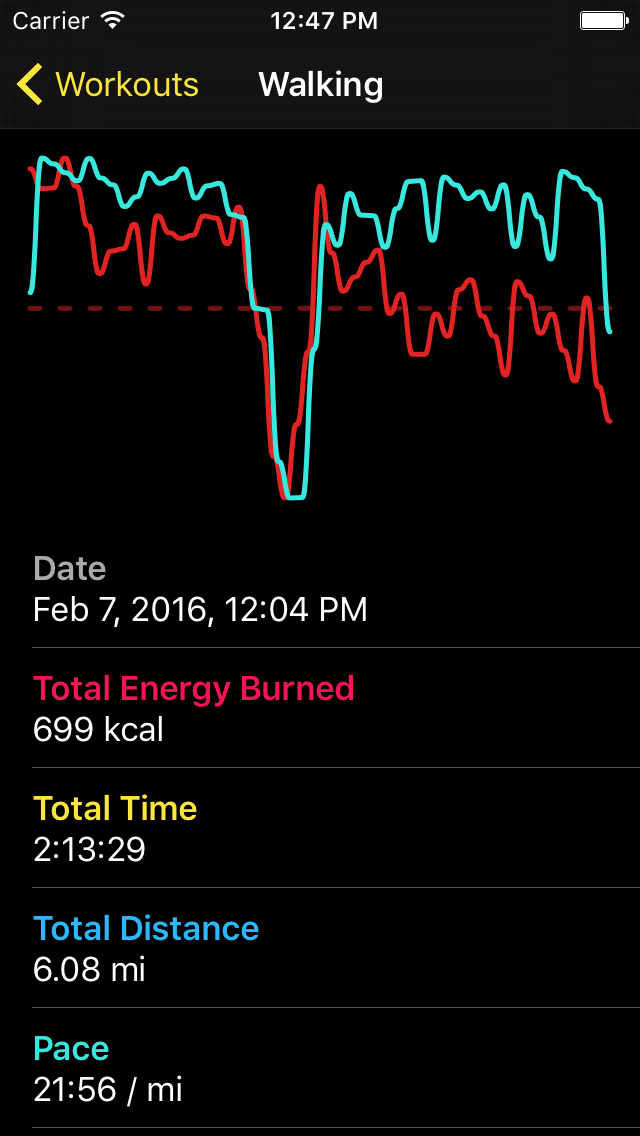 Carrier 12:47 PM
Workouts Walking
Date
Feb 7, 2016, 12:04 PM
Total Energy Burned
699 kcal
Total Time
2:13:29
Total Distance
6.08 mi
Pace
21:56 / mi